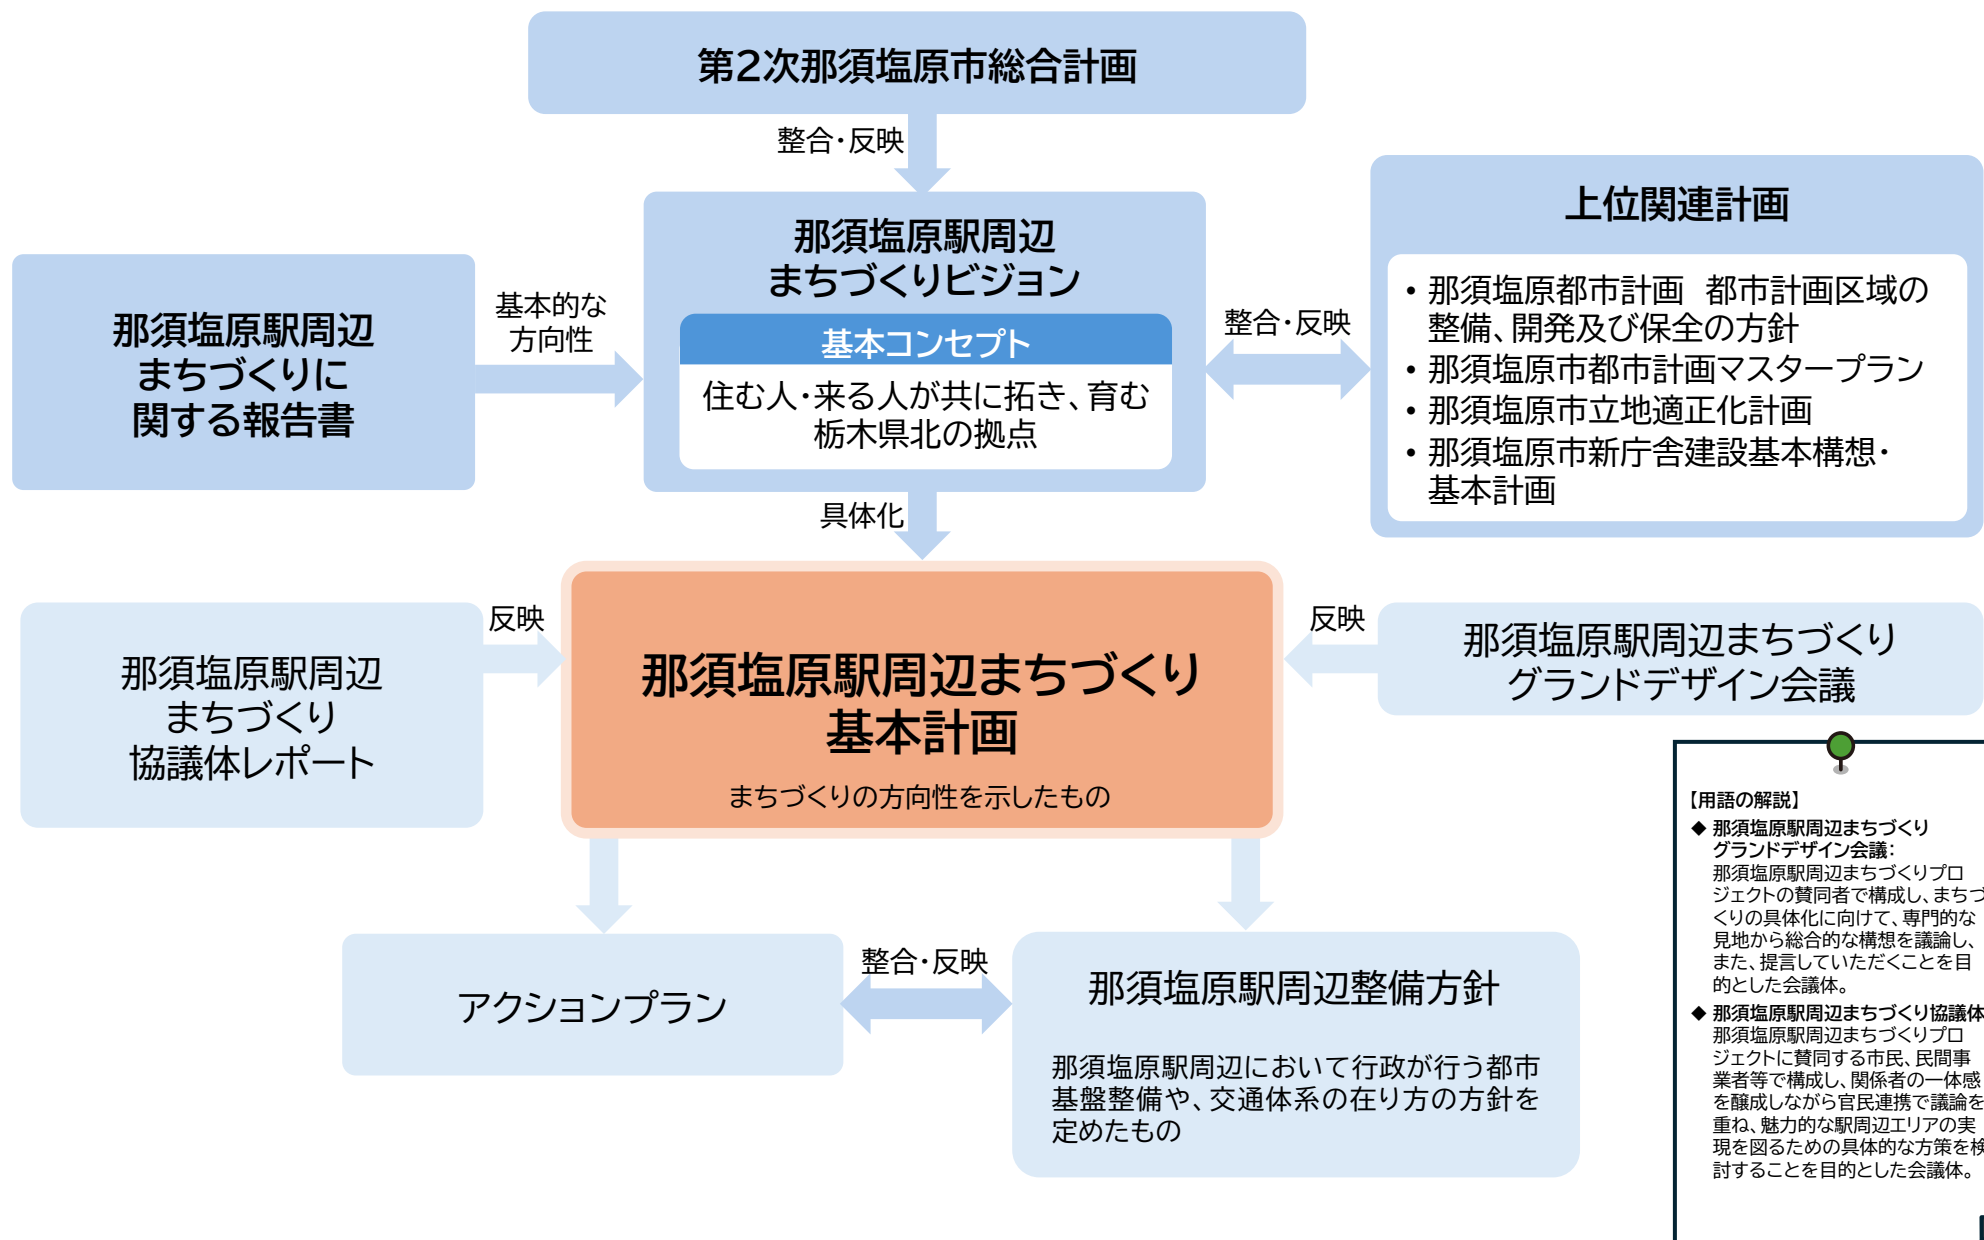 第2次那須塩原市総合計画
整合・反映
那須塩原駅周辺
まちづくりビジョン
基本コンセプト
住む人・来る人が共に拓き、育む
栃木県北の拠点
那須塩原駅周辺
まちづくりに
関する報告書
基本的な
方向性
整合・反映
上位関連計画
・那須塩原都市計画　都市計画区域の
整備、開発及び保全の方針
・那須塩原市都市計画マスタープラン
・那須塩原市立地適正化計画
・那須塩原市新庁舎建設基本構想・
基本計画
具体化
那須塩原駅周辺
まちづくり
協議体レポート
反映
那須塩原駅周辺まちづくり
基本計画
まちづくりの方向性を示したもの
反映
那須塩原駅周辺まちづくり
グランドデザイン会議
アクションプラン
整合・反映
那須塩原駅周辺整備方針
那須塩原駅周辺において行政が行う都市
基盤整備や、交通体系の在り方の方針を
定めたもの
【用語の解説】
◆ 那須塩原駅周辺まちづくり
グランドデザイン会議：
那須塩原駅周辺まちづくりプロ
ジェクトの賛同者で構成し、まちづ
くりの具体化に向けて、専門的な
見地から総合的な構想を議論し、
また、提言していただくことを目
的とした会議体。
◆ 那須塩原駅周辺まちづくり協議体
那須塩原駅周辺まちづくりプロ
ジェクトに賛同する市民、民間事
業者等で構成し、関係者の一体感
を醸成しながら官民連携で議論を
重ね、魅力的な駅周辺エリアの実
現を図るための具体的な方策を検
討することを目的とした会議体。